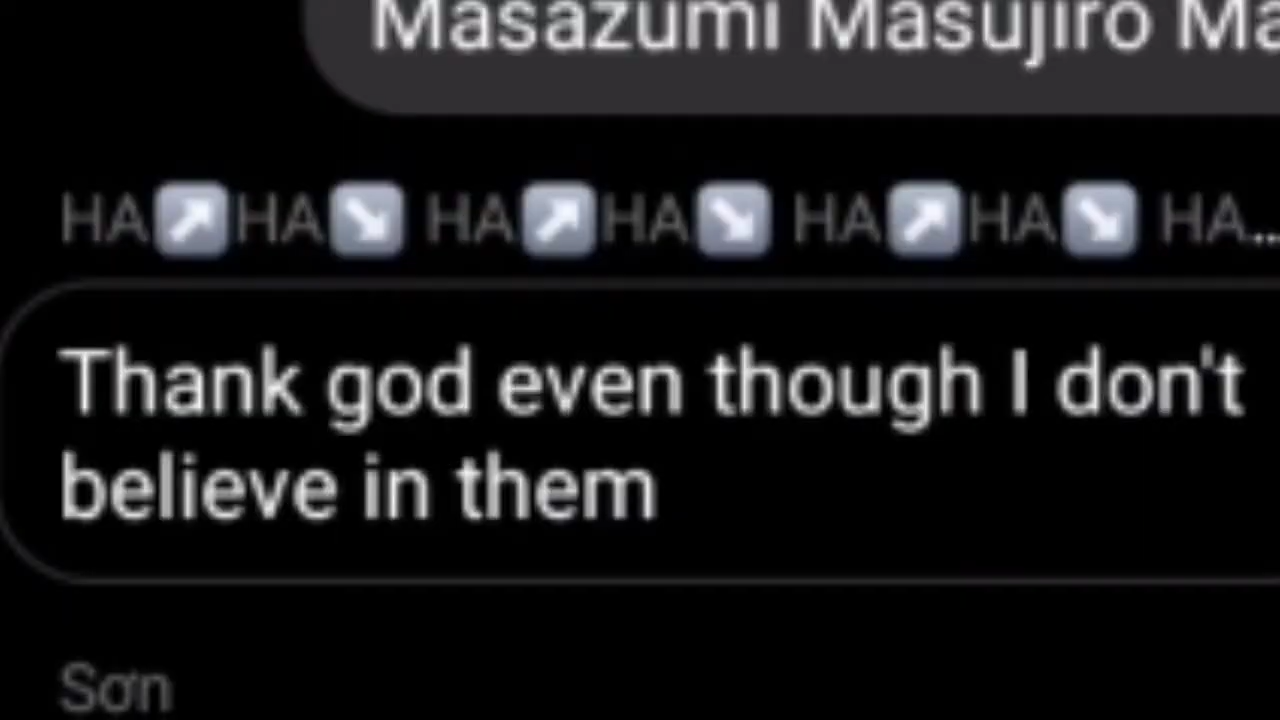 Masazumi Masujiro Ma
HA↗️HA↘️ HA↗️HA↘️ HA↗️HA↘️ HA...
Thank god even though I don't
believe in them
Sơn